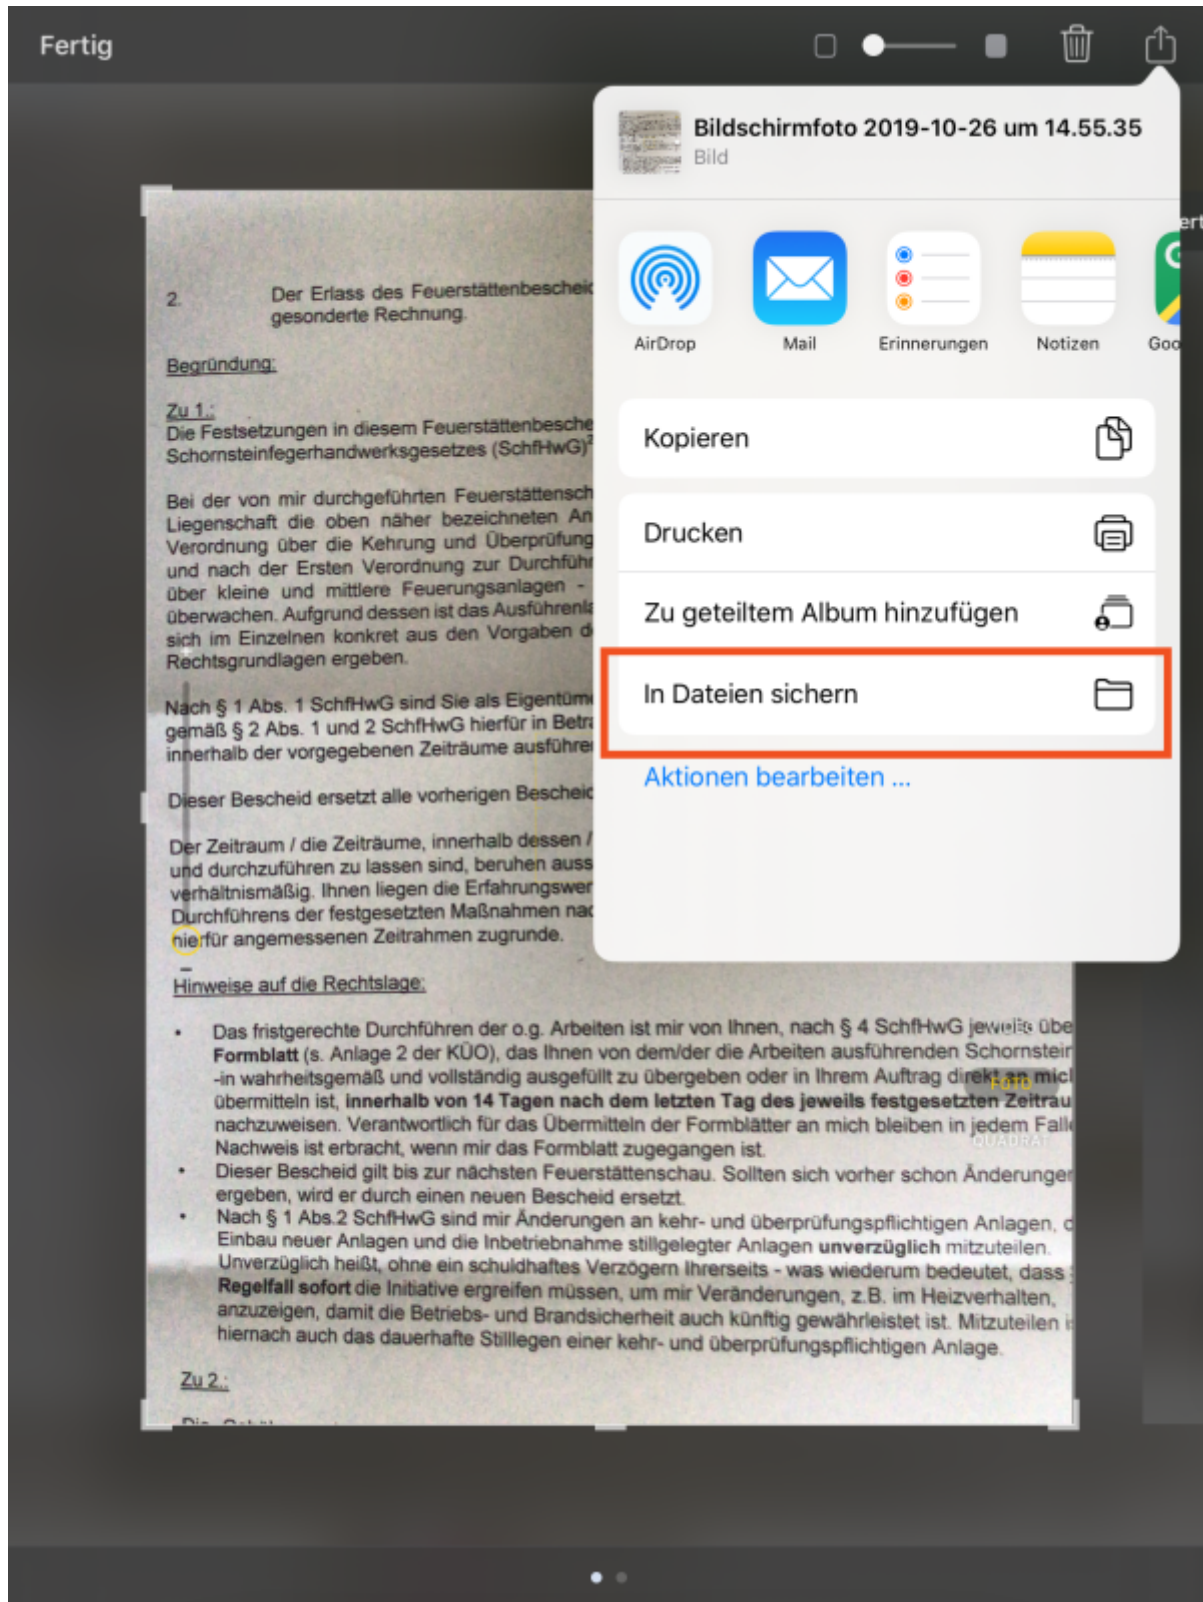 Fertig
Bildschirmfoto 2019-10-26 um 14.55.35
Bild
ert
AirDrop
Mail
Erinnerungen
Notizen
Goo
Kopieren
Drucken
Zu geteiltem Album hinzufügen
In Dateien sichern
Aktionen bearbeiten ...
2. Der Erlass des Feuerstättenbescheid
gesonderte Rechnung.
Begründung:
Zu 1.:
Die Festsetzungen in diesem Feuerstättenbesche
Schornsteinfegerhandwerksgesetzes (SchfHwG)²
Bei der von mir durchgeführten Feuerstättensch
Liegenschaft die oben näher bezeichneten An
Verordnung über die Kehrung und Überprüfung
und nach der Ersten Verordnung zur Durchführ
über kleine und mittlere Feuerungsanlagen -
überwachen. Aufgrund dessen ist das Ausführenla
sich im Einzelnen konkret aus den Vorgaben d
Rechtsgrundlagen ergeben.
Nach § 1 Abs. 1 SchfHwG sind Sie als Eigentüme
gemäß § 2 Abs. 1 und 2 SchfHwG hierfür in Betra
innerhalb der vorgegebenen Zeiträume ausführe
Dieser Bescheid ersetzt alle vorherigen Bescheid
Der Zeitraum / die Zeiträume, innerhalb dessen /
und durchzuführen zu lassen sind, beruhen auss
verhältnismäßig. Ihnen liegen die Erfahrungswer
Durchführens der festgesetzten Maßnahmen nac
hierfür angemessenen Zeitrahmen zugrunde.
Hinweise auf die Rechtslage:
• Das fristgerechte Durchführen der o.g. Arbeiten ist mir von Ihnen, nach § 4 SchfHwG jeweils übe
Formblatt (s. Anlage 2 der KÜO), das Ihnen von dem/der die Arbeiten ausführenden Schornstein
-in wahrheitsgemäß und vollständig ausgefüllt zu übergeben oder in Ihrem Auftrag direkt an mich
FOTO
übermitteln ist, innerhalb von 14 Tagen nach dem letzten Tag des jeweils festgesetzten Zeitrau
nachzuweisen. Verantwortlich für das Übermitteln der Formblätter an mich bleiben in jedem Falle
QUADRAT
Nachweis ist erbracht, wenn mir das Formblatt zugegangen ist.
• Dieser Bescheid gilt bis zur nächsten Feuerstättenschau. Sollten sich vorher schon Änderungen
ergeben, wird er durch einen neuen Bescheid ersetzt.
• Nach § 1 Abs.2 SchfHwG sind mir Änderungen an kehr- und überprüfungspflichtigen Anlagen, d
Einbau neuer Anlagen und die Inbetriebnahme stillgelegter Anlagen unverzüglich mitzuteilen.
Unverzüglich heißt, ohne ein schuldhaftes Verzögern Ihrerseits - was wiederum bedeutet, dass
Regelfall sofort die Initiative ergreifen müssen, um mir Veränderungen, z.B. im Heizverhalten,
anzuzeigen, damit die Betriebs- und Brandsicherheit auch künftig gewährleistet ist. Mitzuteilen
hiernach auch das dauerhafte Stilllegen einer kehr- und überprüfungspflichtigen Anlage.
Zu 2.: